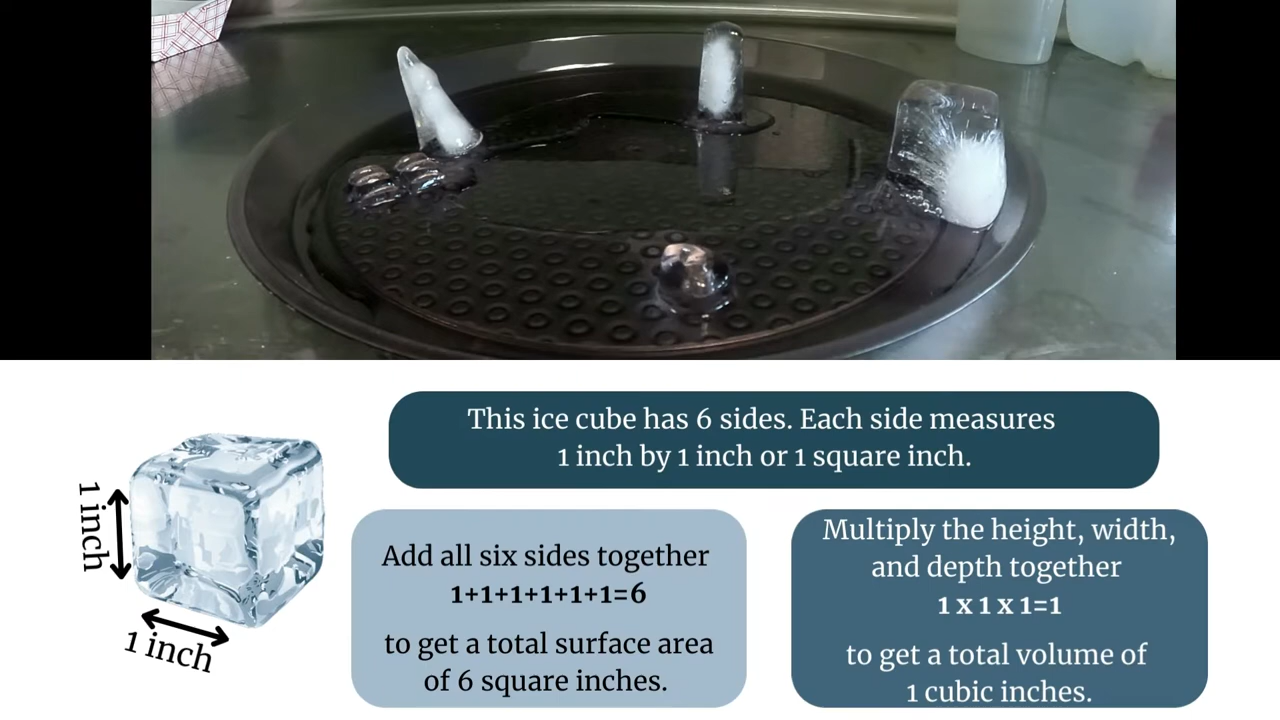 This ice cube has 6 sides. Each side measures
1 inch by 1 inch or 1 square inch.
1 inch
1 inch
Add all six sides together
1+1+1+1+1+1=6
to get a total surface area
of 6 square inches.
Multiply the height, width,
and depth together
1 x 1 x 1=1
to get a total volume of
1 cubic inches.